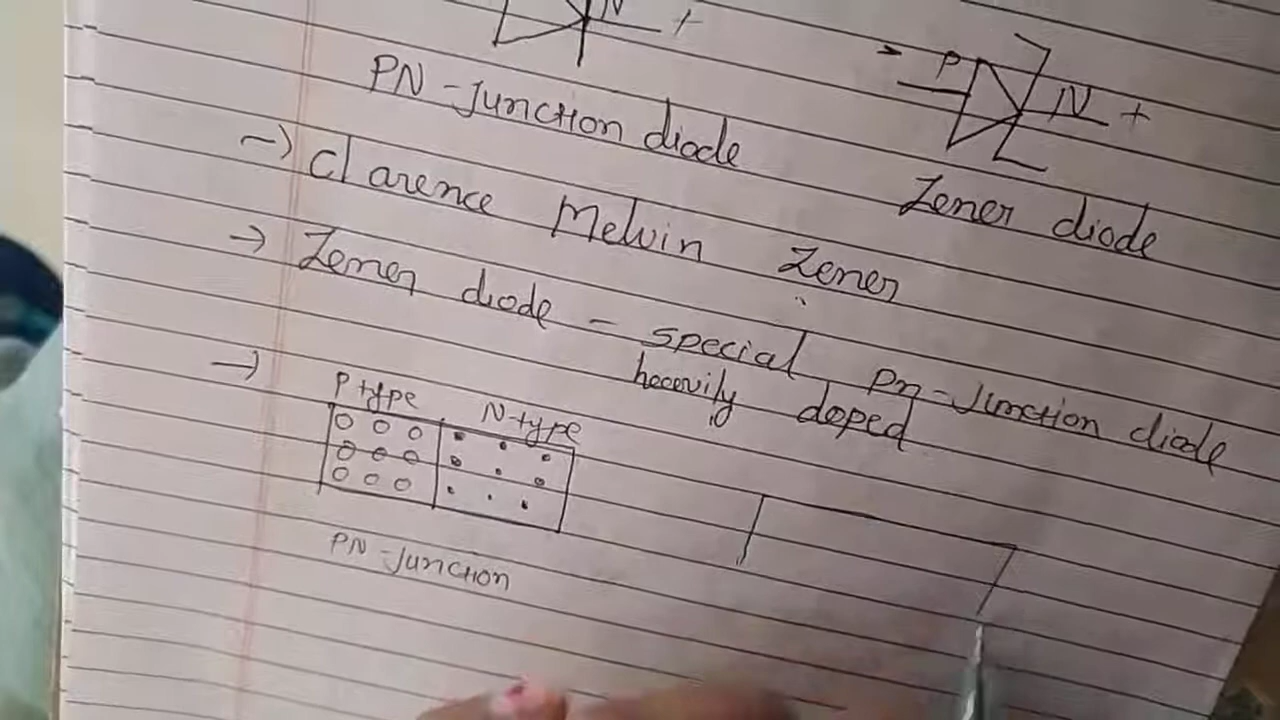 N +
P N +
PN-Junction diode
Zener diode
→ Clarence Melvin Zener
→ Zener diode - special Pn-Junction diode
heavily doped
→
P type N-type
PN-Junction